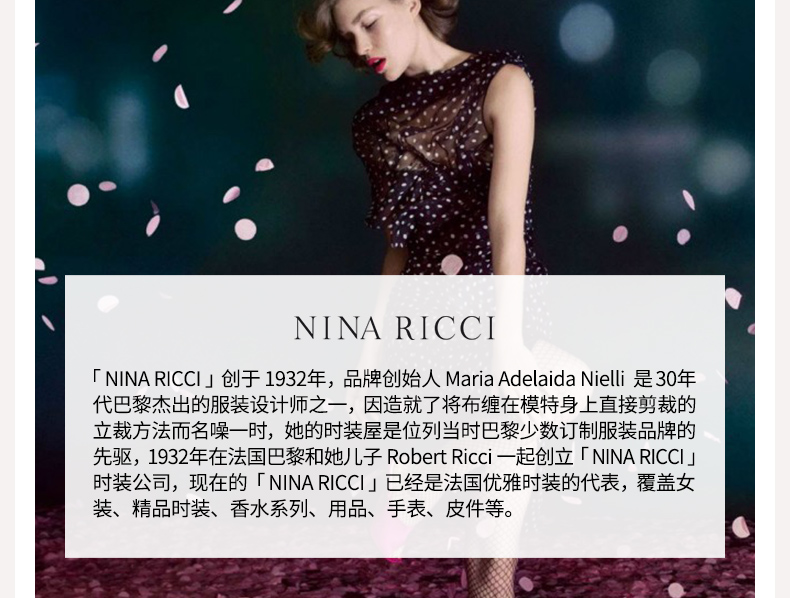 NINA RICCI
「NINA RICCI」创于1932年，品牌创始人 Maria Adelaida Nielli 是30年
代巴黎杰出的服装设计师之一，因造就了将布缠在模特身上直接剪裁的
立裁方法而名噪一时，她的时装屋是位列当时巴黎少数订制服装品牌的
先驱，1932年在法国巴黎和她儿子 Robert Ricci 一起创立「NINA RICCI」
时装公司，现在的「NINA RICCI」已经是法国优雅时装的代表，覆盖女
装、精品时装、香水系列、用品、手表、皮件等。